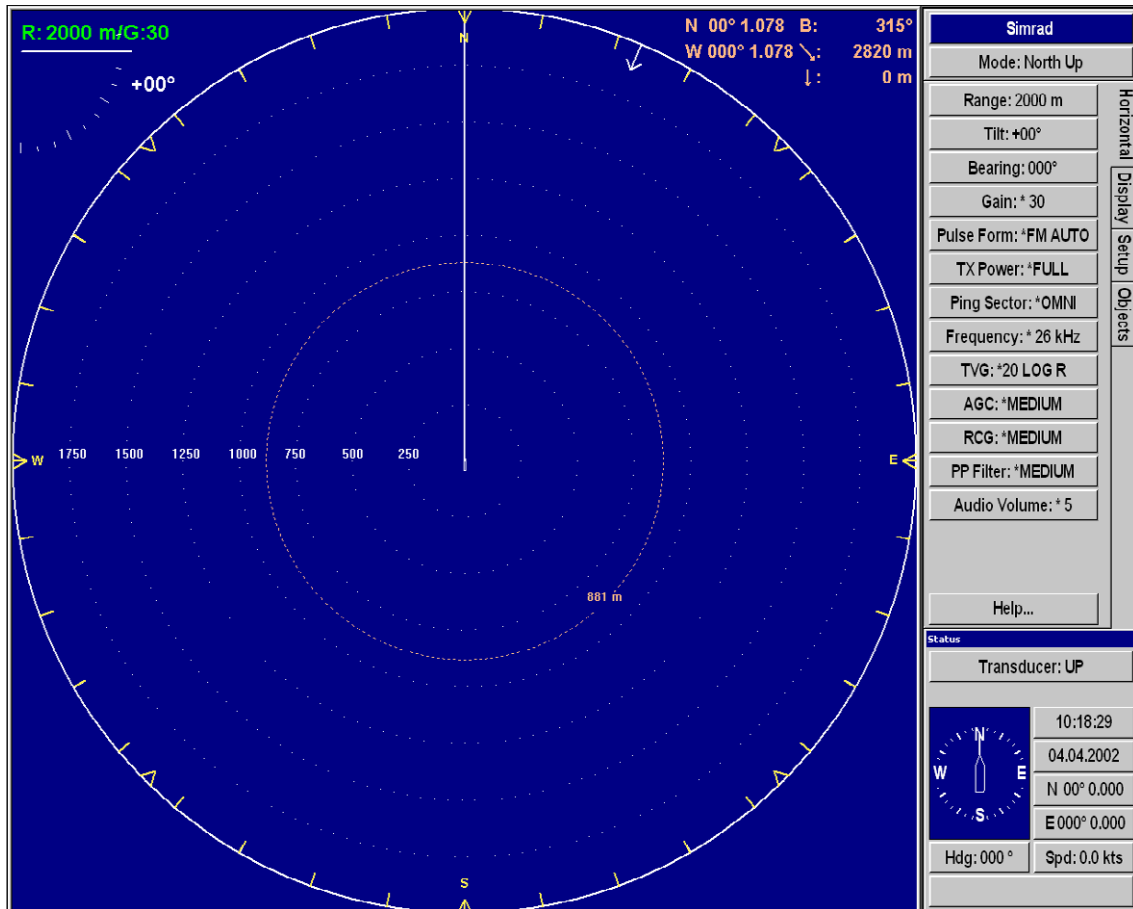 R: 2000 m/G:30
+00°
N 00° 1.078 B: 315°
W 000° 1.078 ↘: 2820 m
↓: 0 m
N
W 1750 1500 1250 1000 750 500 250 E
881 m
S
Simrad
Mode: North Up
Range: 2000 m
Tilt: +00°
Bearing: 000°
Gain: * 30
Pulse Form: *FM AUTO
TX Power: *FULL
Ping Sector: *OMNI
Frequency: * 26 kHz
TVG: *20 LOG R
AGC: *MEDIUM
RCG: *MEDIUM
PP Filter: *MEDIUM
Audio Volume: * 5
Help...
Horizontal
Display
Setup
Objects
Status
Transducer: UP
N
W E
S
10:18:29
04.04.2002
N 00° 0.000
E 000° 0.000
Hdg: 000 ° Spd: 0.0 kts